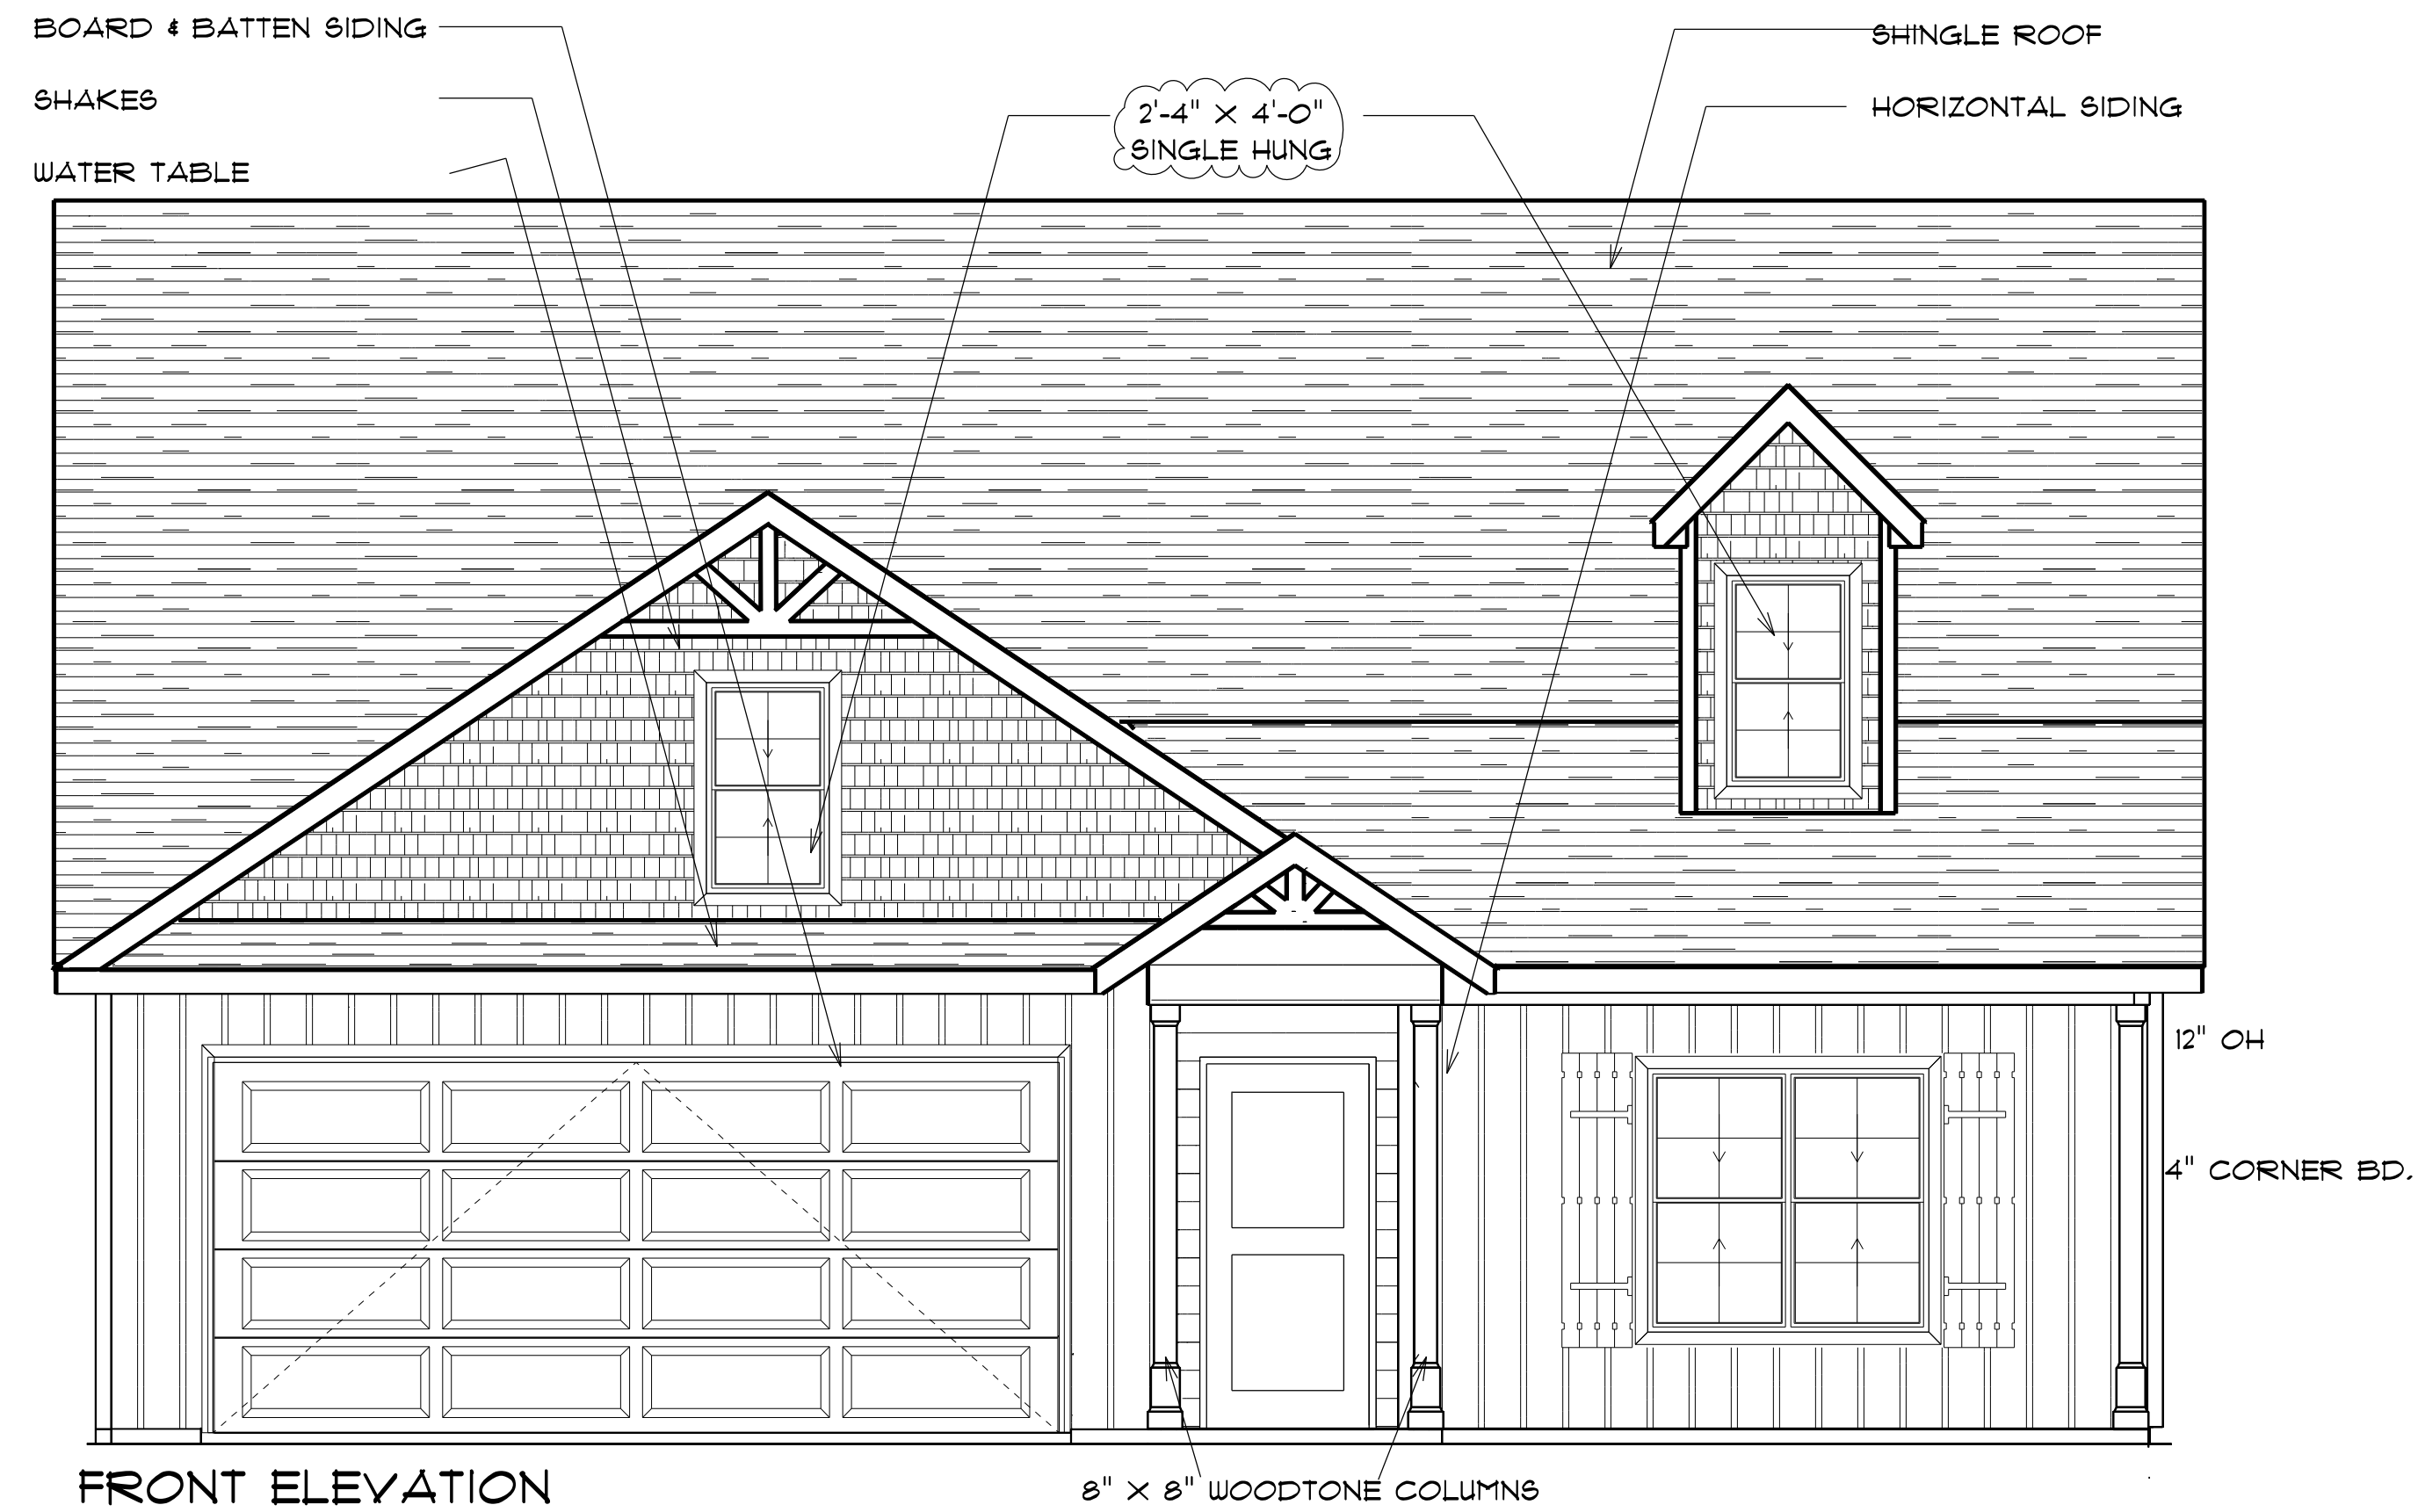 BOARD & BATTEN SIDING
SHAKES
WATER TABLE
2'-4" X 4'-0"
SINGLE HUNG
SHINGLE ROOF
HORIZONTAL SIDING
12" OH
4" CORNER BD.
8" X 8" WOODTONE COLUMNS
FRONT ELEVATION